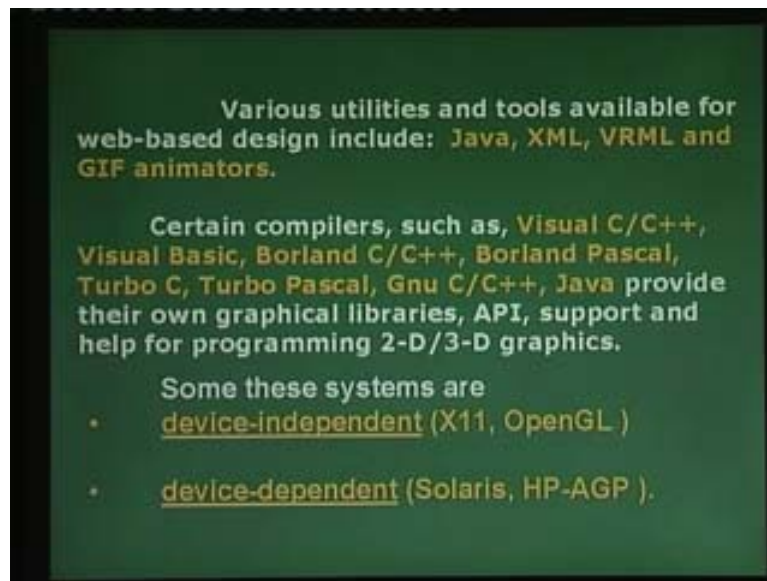 Various utilities and tools available for
web-based design include: Java, XML, VRML and
GIF animators.
Certain compilers, such as, Visual C/C++,
Visual Basic, Borland C/C++, Borland Pascal,
Turbo C, Turbo Pascal, Gnu C/C++, Java provide
their own graphical libraries, API, support and
help for programming 2-D/3-D graphics.
Some these systems are
• device-independent (X11, OpenGL )
• device-dependent (Solaris, HP-AGP ).